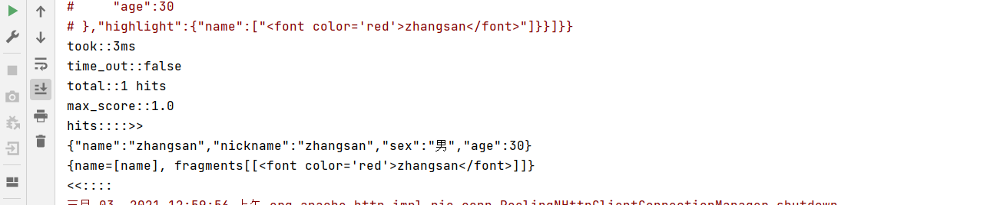 #     "age":30
# },"highlight":{"name":["<font color='red'>zhangsan</font>"]}}]}}
took::3ms
time_out::false
total::1 hits
max_score::1.0
hits::::>>
{"name":"zhangsan","nickname":"zhangsan","sex":"男","age":30}
{name=[name], fragments[[<font color='red'>zhangsan</font>]]}
<<::::
三月 03, 2021 12:59:56 上午 org.apache.http.impl.nio.conn.PoolingNHttpClientConnectionManager shutdown